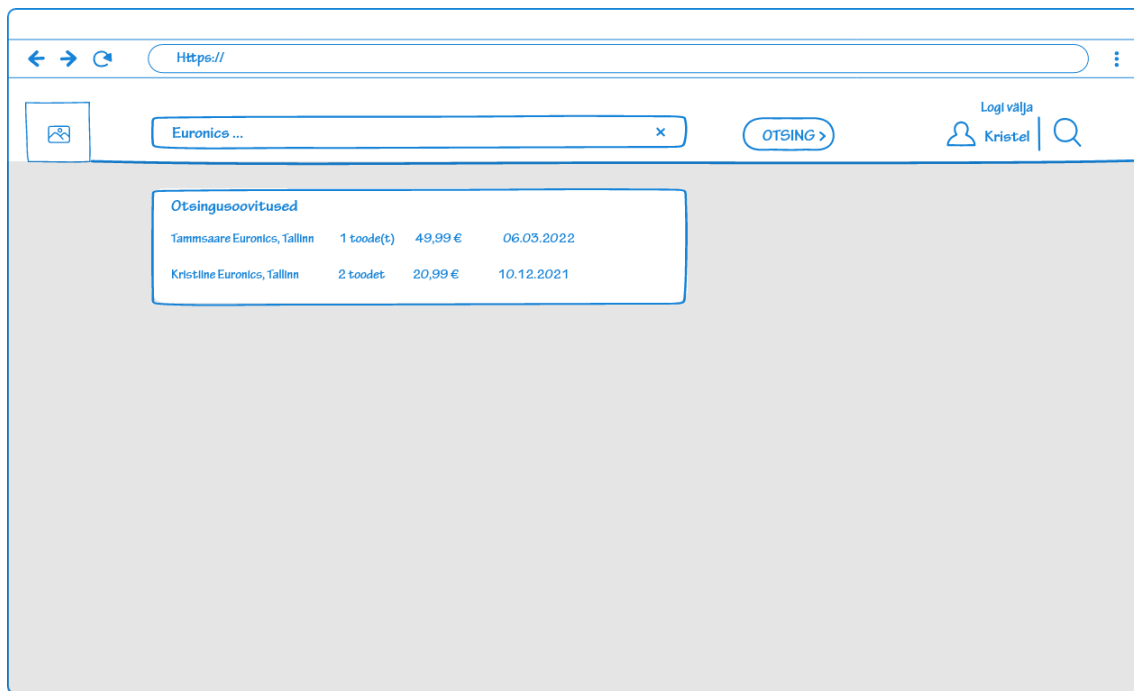 Https://
Logi välja
Euronics ...
OTSING >
Kristel
Otsingusoovitused
Tammsaare Euronics, Tallinn 1 toode(t) 49,99 € 06.03.2022
Kristiine Euronics, Tallinn 2 toodet 20,99 € 10.12.2021